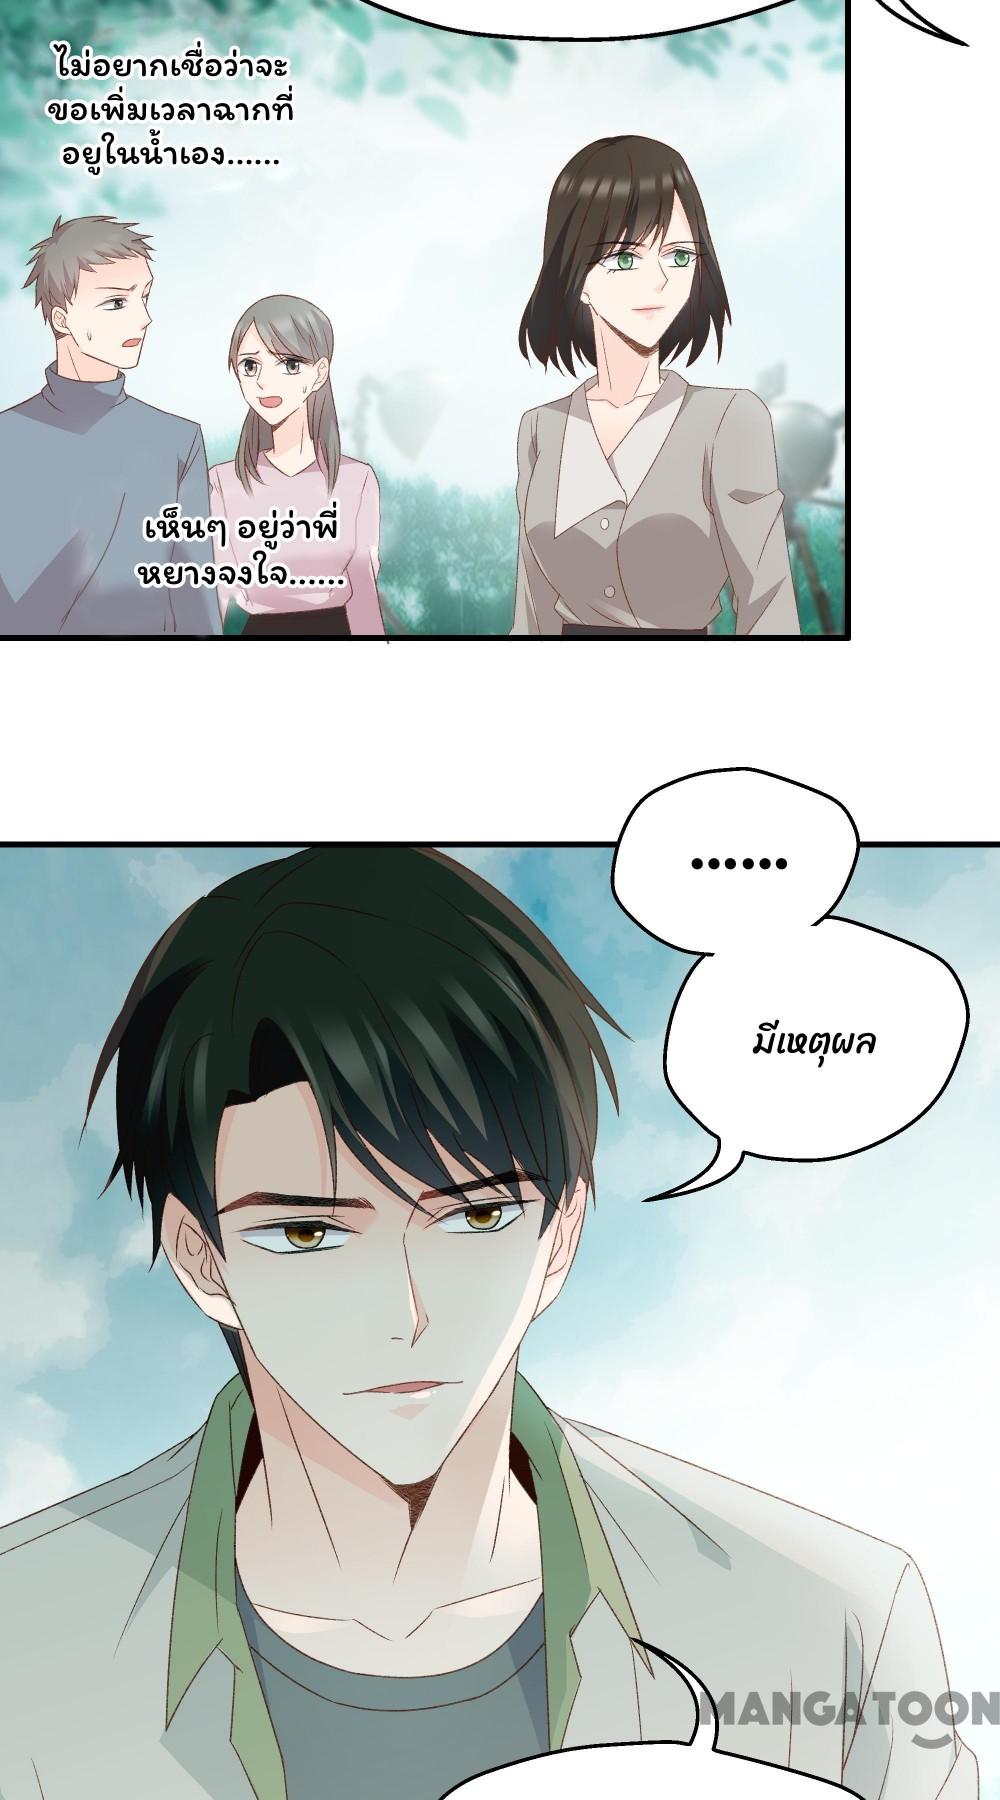 ไม่อยากเชื่อว่าจะ
ขอเพิ่มเวลาฉากที่
อยู่ในน้ำเอง......
เห็นๆ อยู่ว่าพี่
หยางจงใจ......
......
มีเหตุผล
MANGATOON